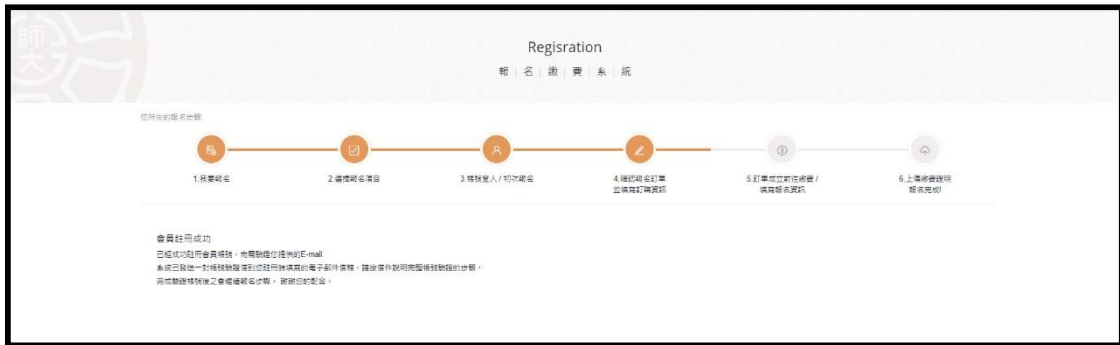 師大
Regisration
報 | 名 | 繳 | 費 | 系 | 統
您所在的報名步驟
1.我要報名
2.選擇報名項目
3.帳號登入 / 初次報名
4.確認報名訂單
並填寫訂購資訊
5.訂單成立前往繳費 /
填寫報名資訊
6.上傳繳費證明
報名完成!
會員註冊成功
已經成功註冊會員帳號,尚需驗證您提供的E-mail.
系統已發送一封帳號驗證信到您註冊時填寫的電子郵件信箱,請按信件說明完整帳號驗證的步驟。
完成驗證帳號後之會繼續報名步驟, 謝謝您的配合。